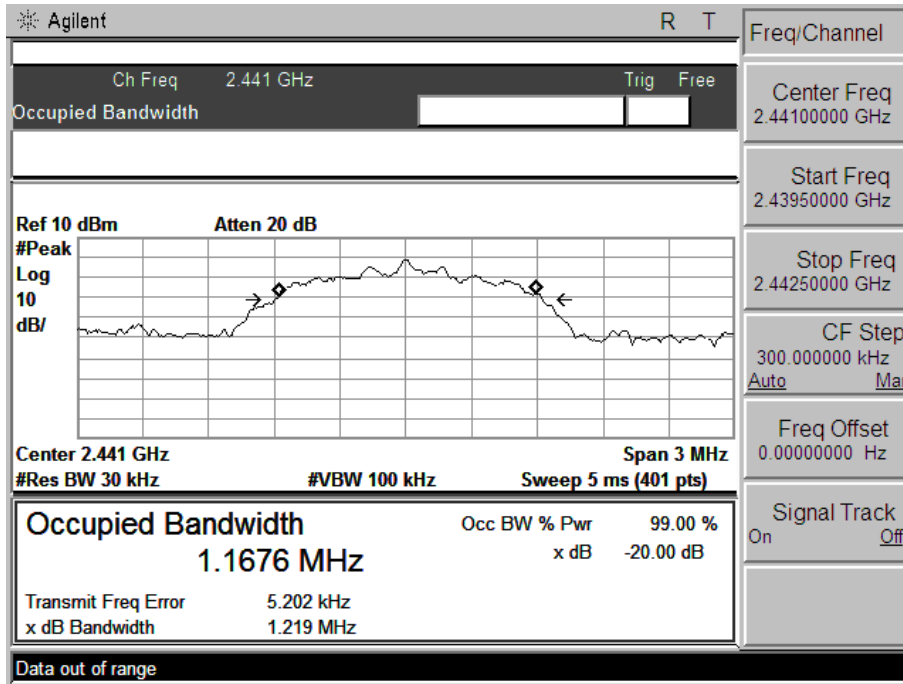 Agilent R T
Freq/Channel
Ch Freq 2.441 GHz Trig Free
Occupied Bandwidth
Center Freq
2.44100000 GHz
Start Freq
2.43950000 GHz
Stop Freq
2.44250000 GHz
CF Step
300.000000 kHz
Auto Mar
Freq Offset
0.00000000 Hz
Signal Track
On Off
Ref 10 dBm Atten 20 dB
#Peak
Log
10
dB/
Center 2.441 GHz Span 3 MHz
#Res BW 30 kHz #VBW 100 kHz Sweep 5 ms (401 pts)
Occupied Bandwidth Occ BW % Pwr 99.00 %
1.1676 MHz x dB -20.00 dB
Transmit Freq Error 5.202 kHz
x dB Bandwidth 1.219 MHz
Data out of range